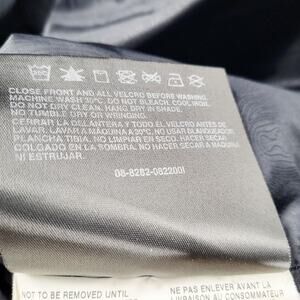 CLOSE FRONT AND ALL VELCRO BEFORE WASHING.
MACHINE WASH 30°C. DO NOT BLEACH. COOL IRON.
DO NOT DRY CLEAN. HANG DRY IN SHADE.
NO TUMBLE DRY OR WRINGING.
CERRAR LA DELANTERA Y TODO EL VELCRO ANTES DE
LAVAR. LAVAR A MAQUINA A 30°C. NO USAR BLANQUEADOR.
PLANCHA TIBIA. NO LIMPIAR EN SECO. HACER SECAR
COLGADO EN LA SOMBRA. NO HACER SECAR A MAQUINA
NI ESTRUJAR.
08-8282-0822001
NOT TO BE REMOVED UNTIL
NE PAS ENLEVER AVANT LA
LIVRAISON AU CONSOMMATEUR